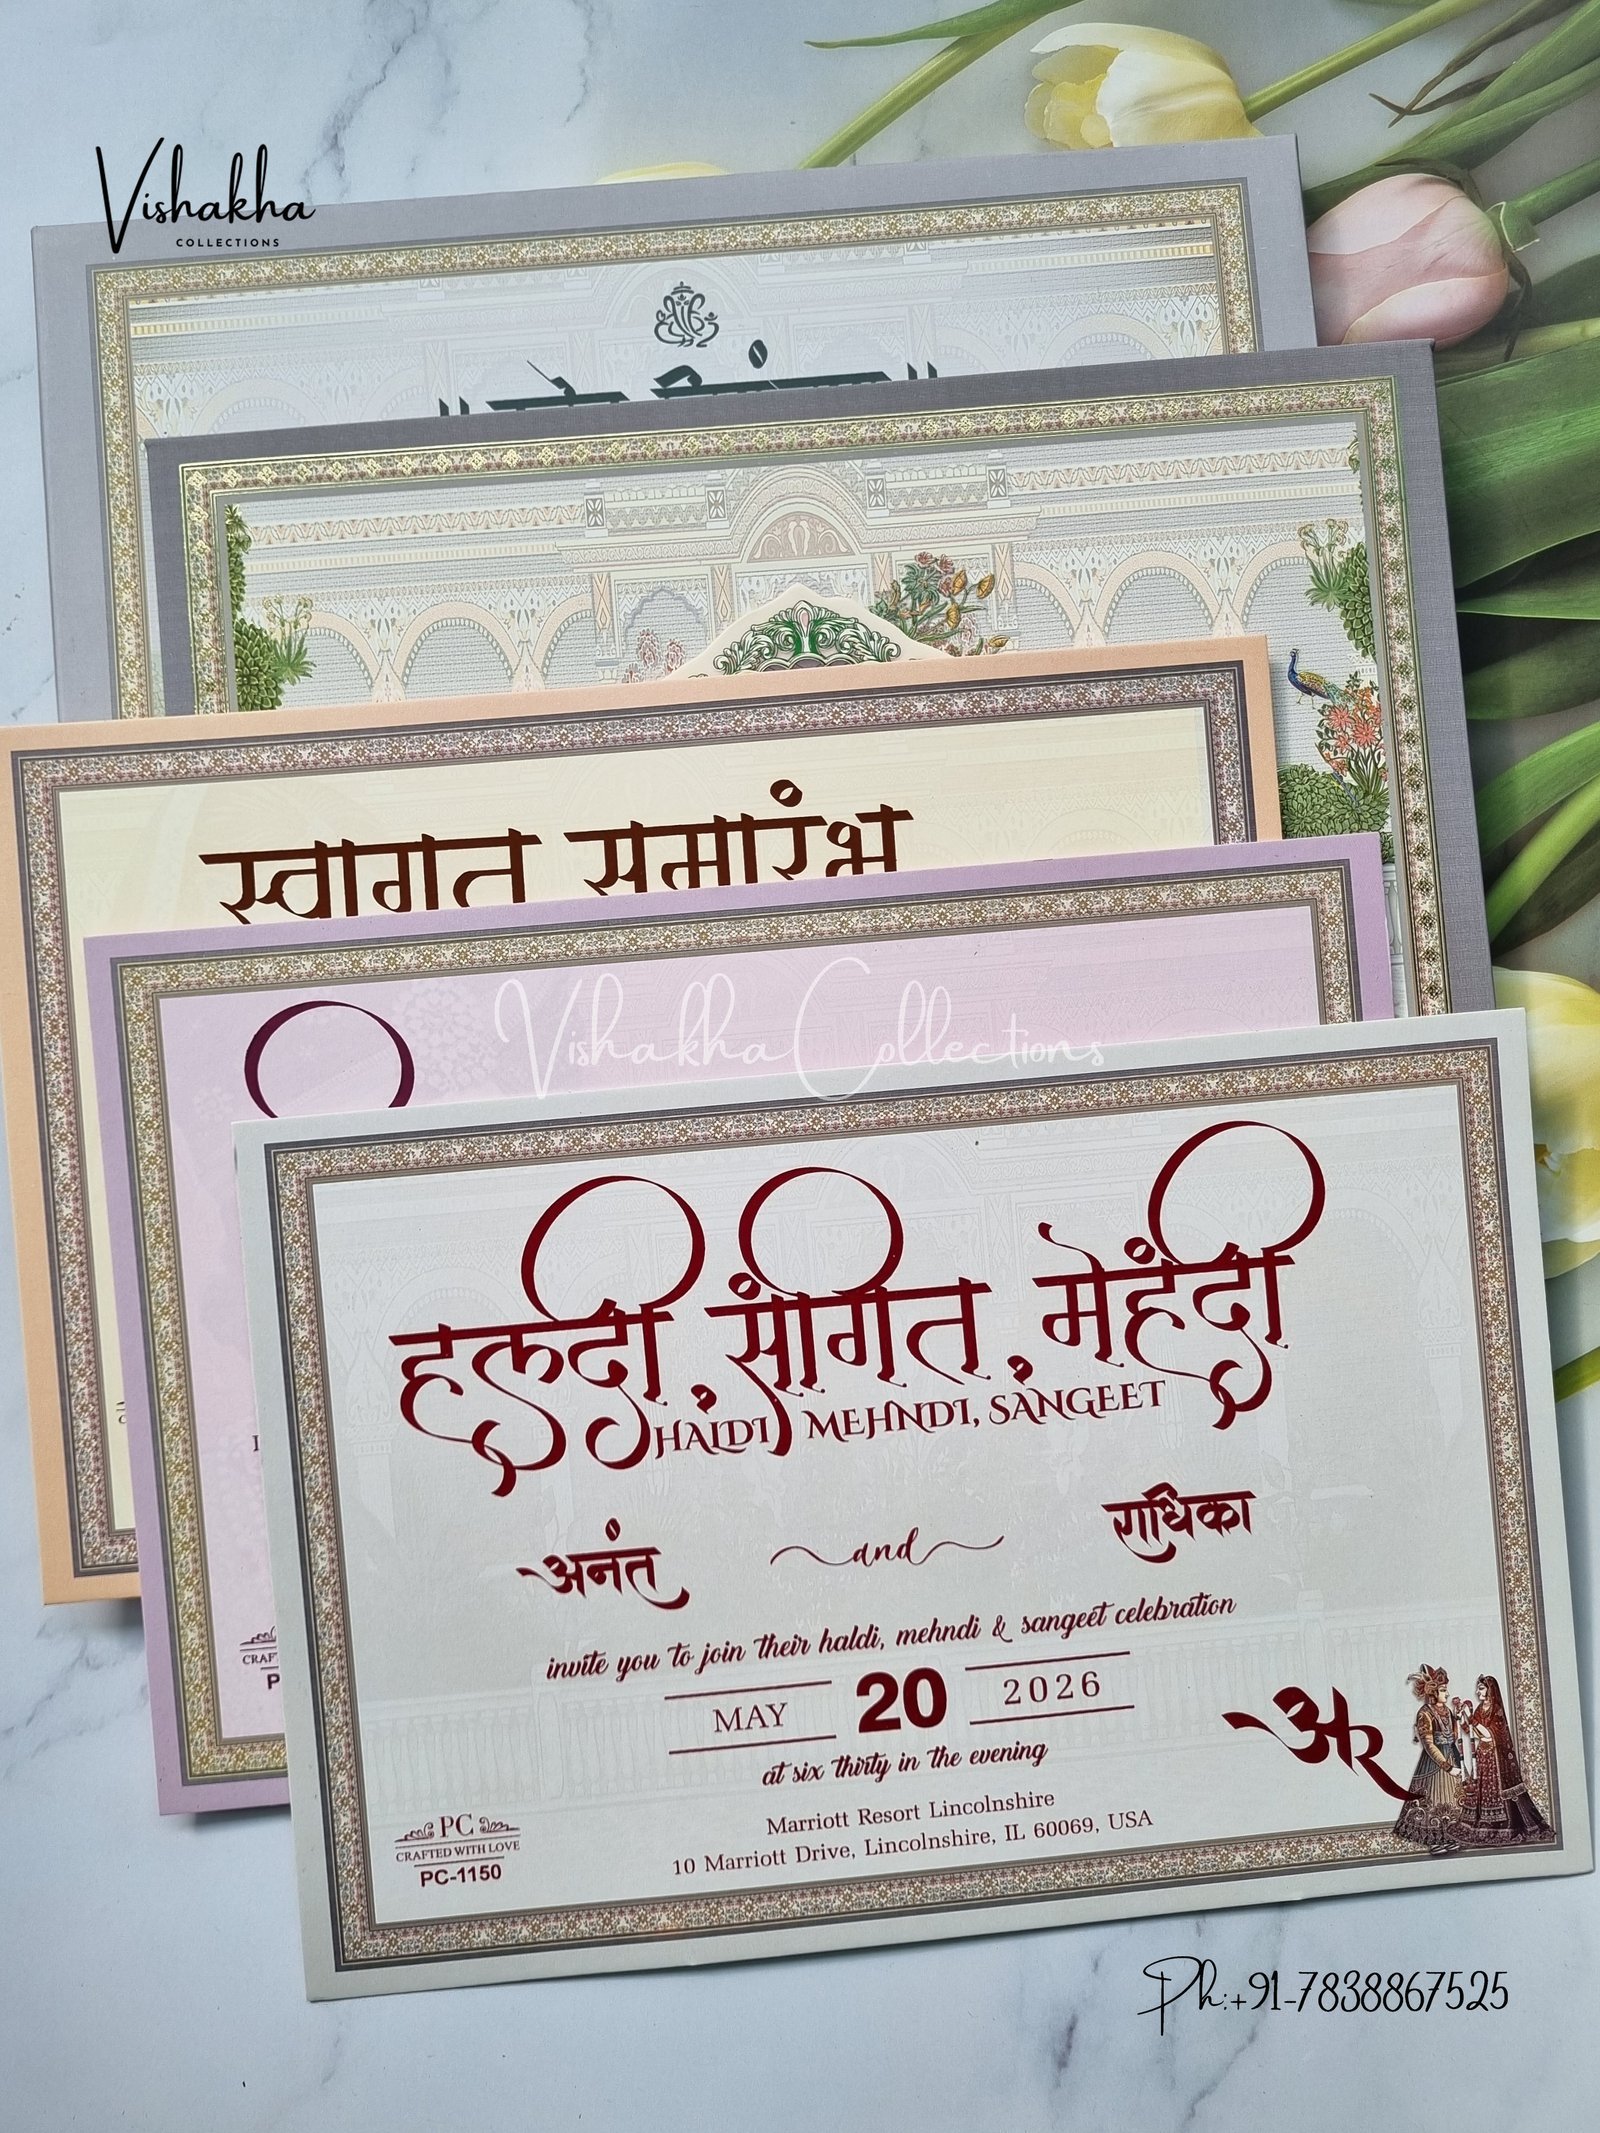 Vishakha
COLLECTIONS
स्वागत समारंभ
Vishakha Collections
हल्दी, संगीत, मेहंदी
HALDI, MEHNDI, SANGEET
अनंत and राधिका
invite you to join their haldi, mehndi & sangeet celebration
MAY 20 2026
at six thirty in the evening
अर
Marriott Resort Lincolnshire
10 Marriott Drive, Lincolnshire, IL 60069, USA
PC
CRAFTED WITH LOVE
PC-1150
CRAF
P
Ph:+91-7838867525